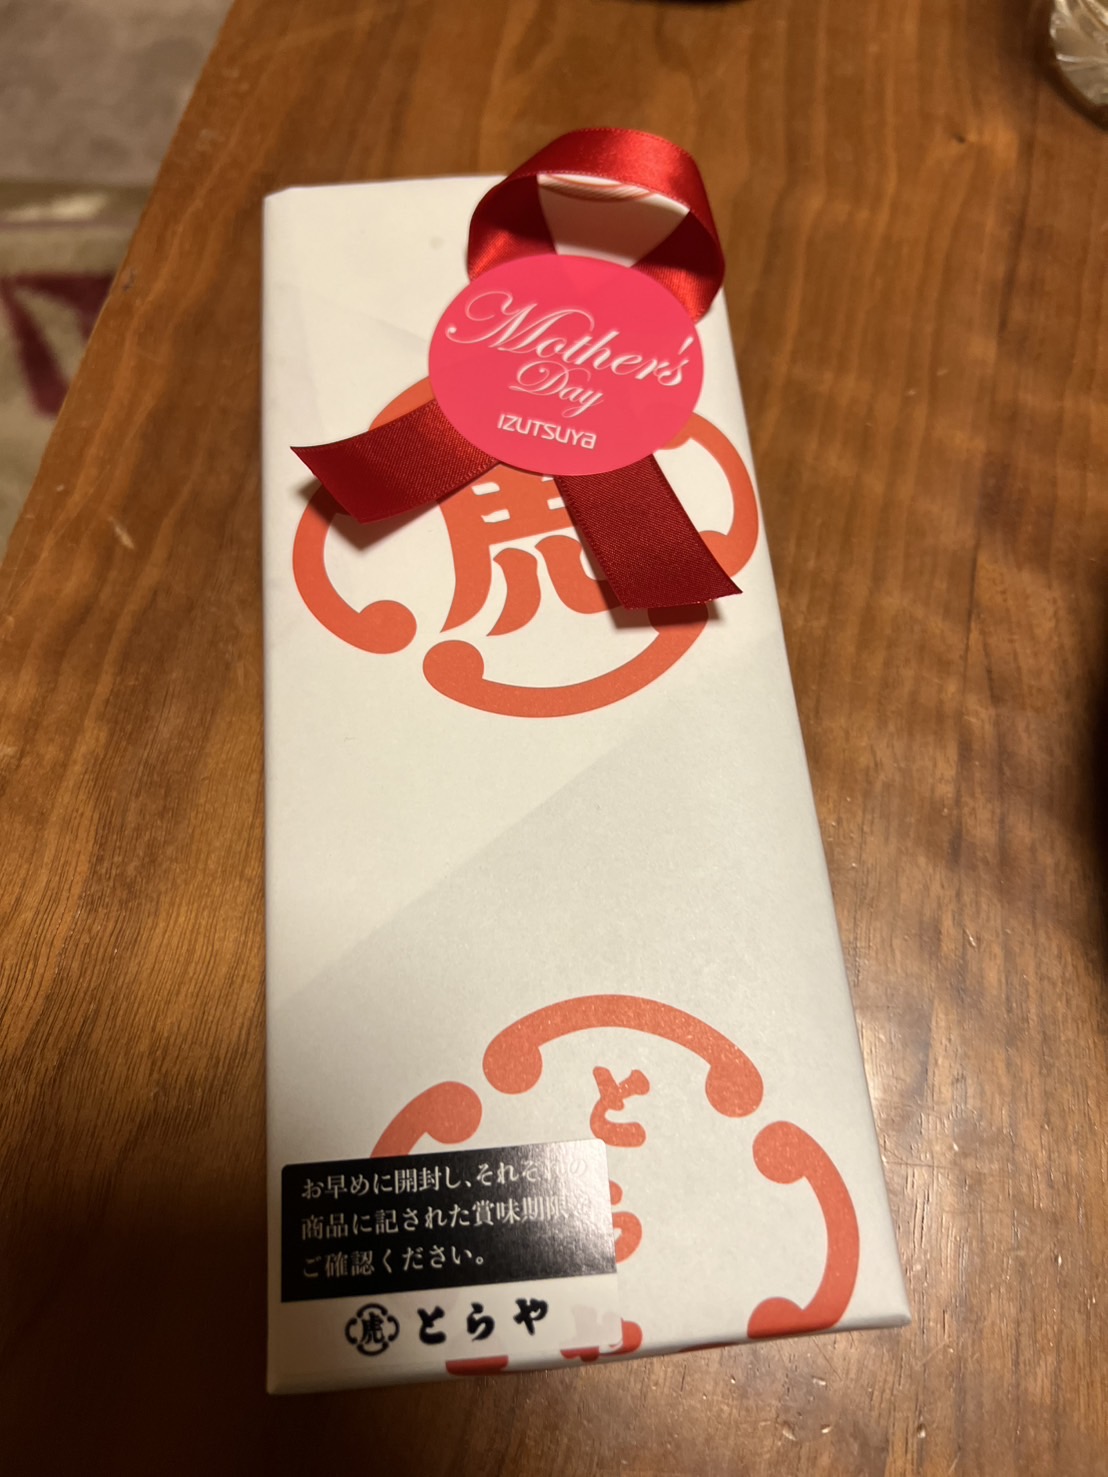 Mother's
Day
IZUTSUYA
虎
と
ら
や
お早めに開封し、それぞれの
商品に記された賞味期限を
ご確認ください。
虎 とらや